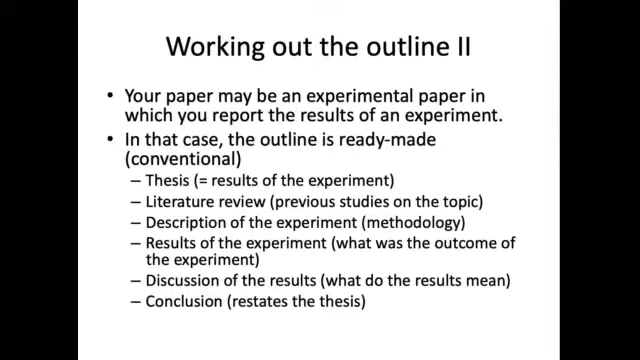 Working out the outline II
• Your paper may be an experimental paper in
which you report the results of an experiment.
• In that case, the outline is ready-made
(conventional)
– Thesis (= results of the experiment)
– Literature review (previous studies on the topic)
– Description of the experiment (methodology)
– Results of the experiment (what was the outcome of
the experiment)
– Discussion of the results (what do the results mean)
– Conclusion (restates the thesis)